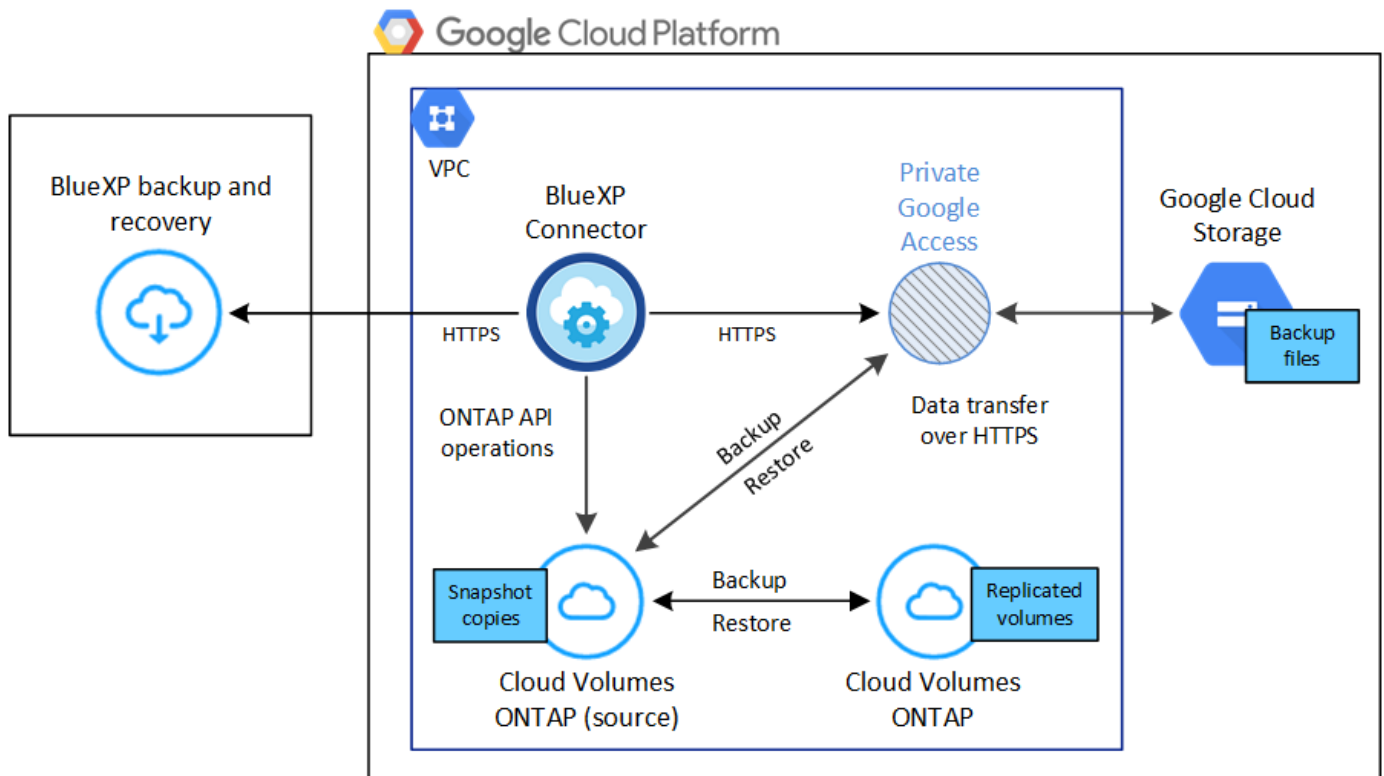 Google Cloud Platform
VPC
BlueXP backup and
recovery
BlueXP
Connector
Private
Google
Access
Google Cloud
Storage
Backup
files
HTTPS
HTTPS
ONTAP API
operations
Backup
Restore
Data transfer
over HTTPS
Snapshot
copies
Backup
Restore
Replicated
volumes
Cloud Volumes
ONTAP (source)
Cloud Volumes
ONTAP